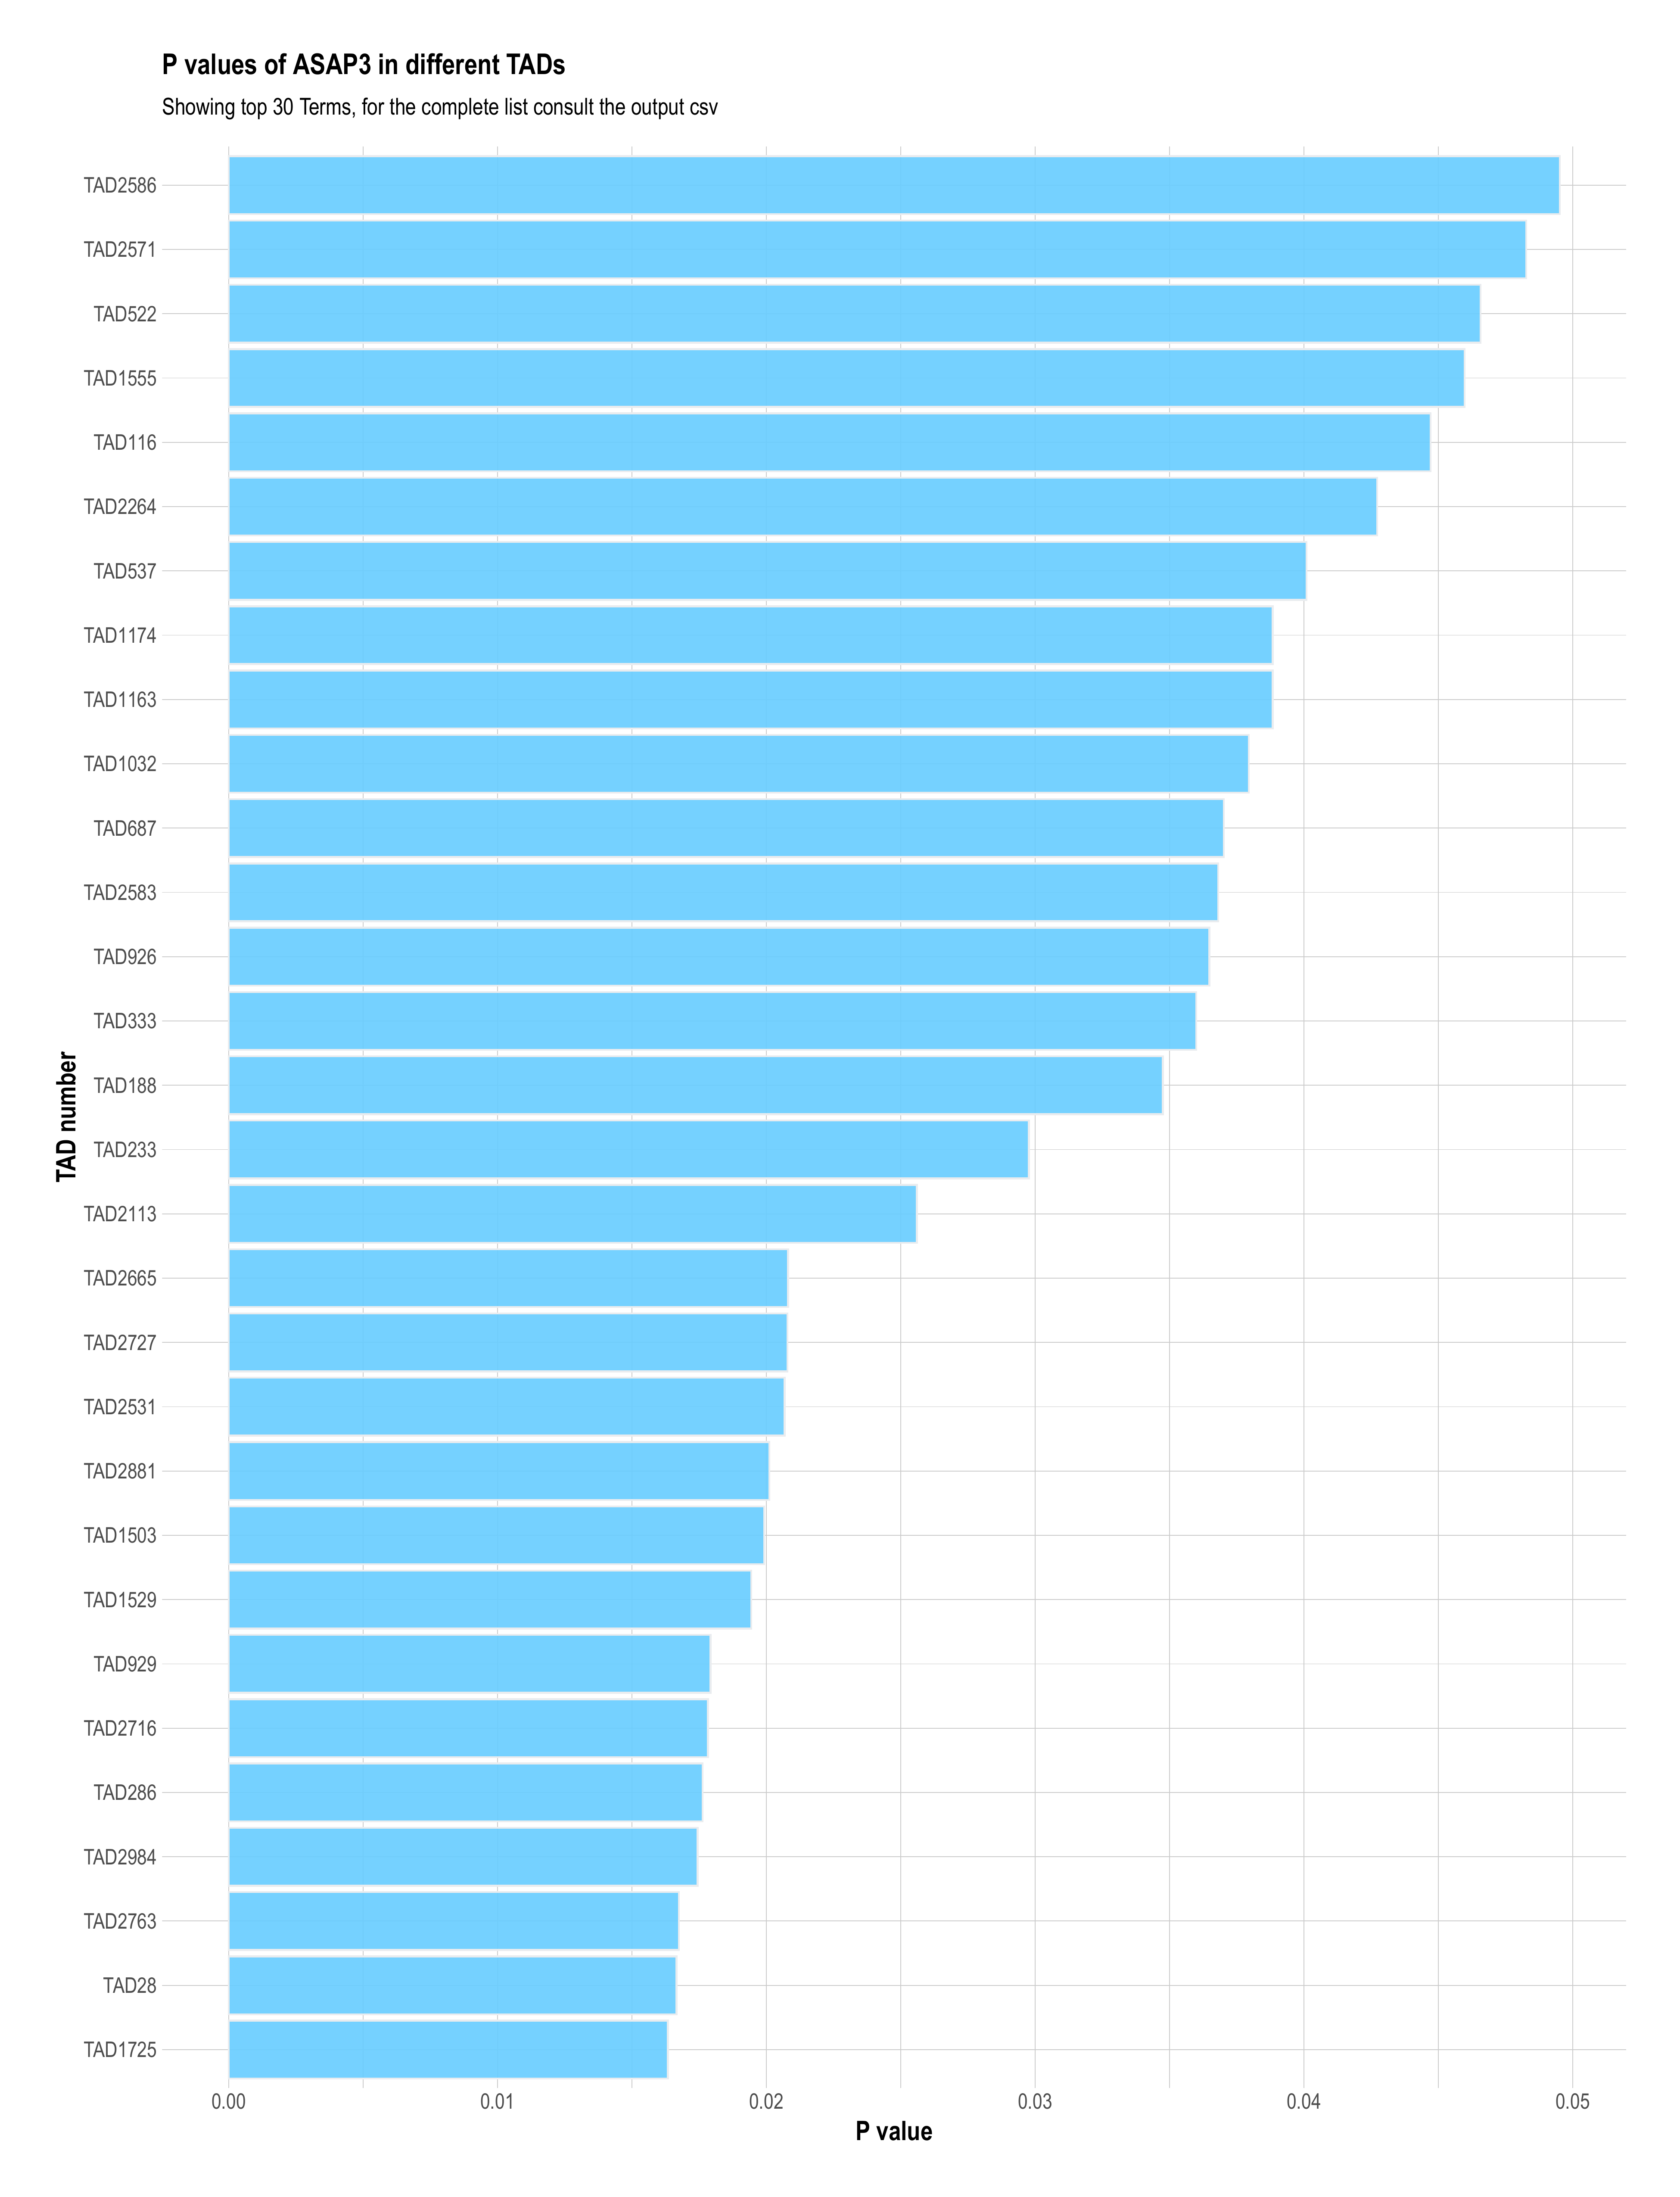 P values of ASAP3 in different TADs
Showing top 30 Terms, for the complete list consult the output csv
TAD2586
TAD2571
TAD522
TAD1555
TAD116
TAD2264
TAD537
TAD1174
TAD1163
TAD1032
TAD687
TAD2583
TAD926
TAD333
TAD188
TAD233
TAD2113
TAD2665
TAD2727
TAD2531
TAD2881
TAD1503
TAD1529
TAD929
TAD2716
TAD286
TAD2984
TAD2763
TAD28
TAD1725
TAD number
0.00 0.01 0.02 0.03 0.04 0.05
P value